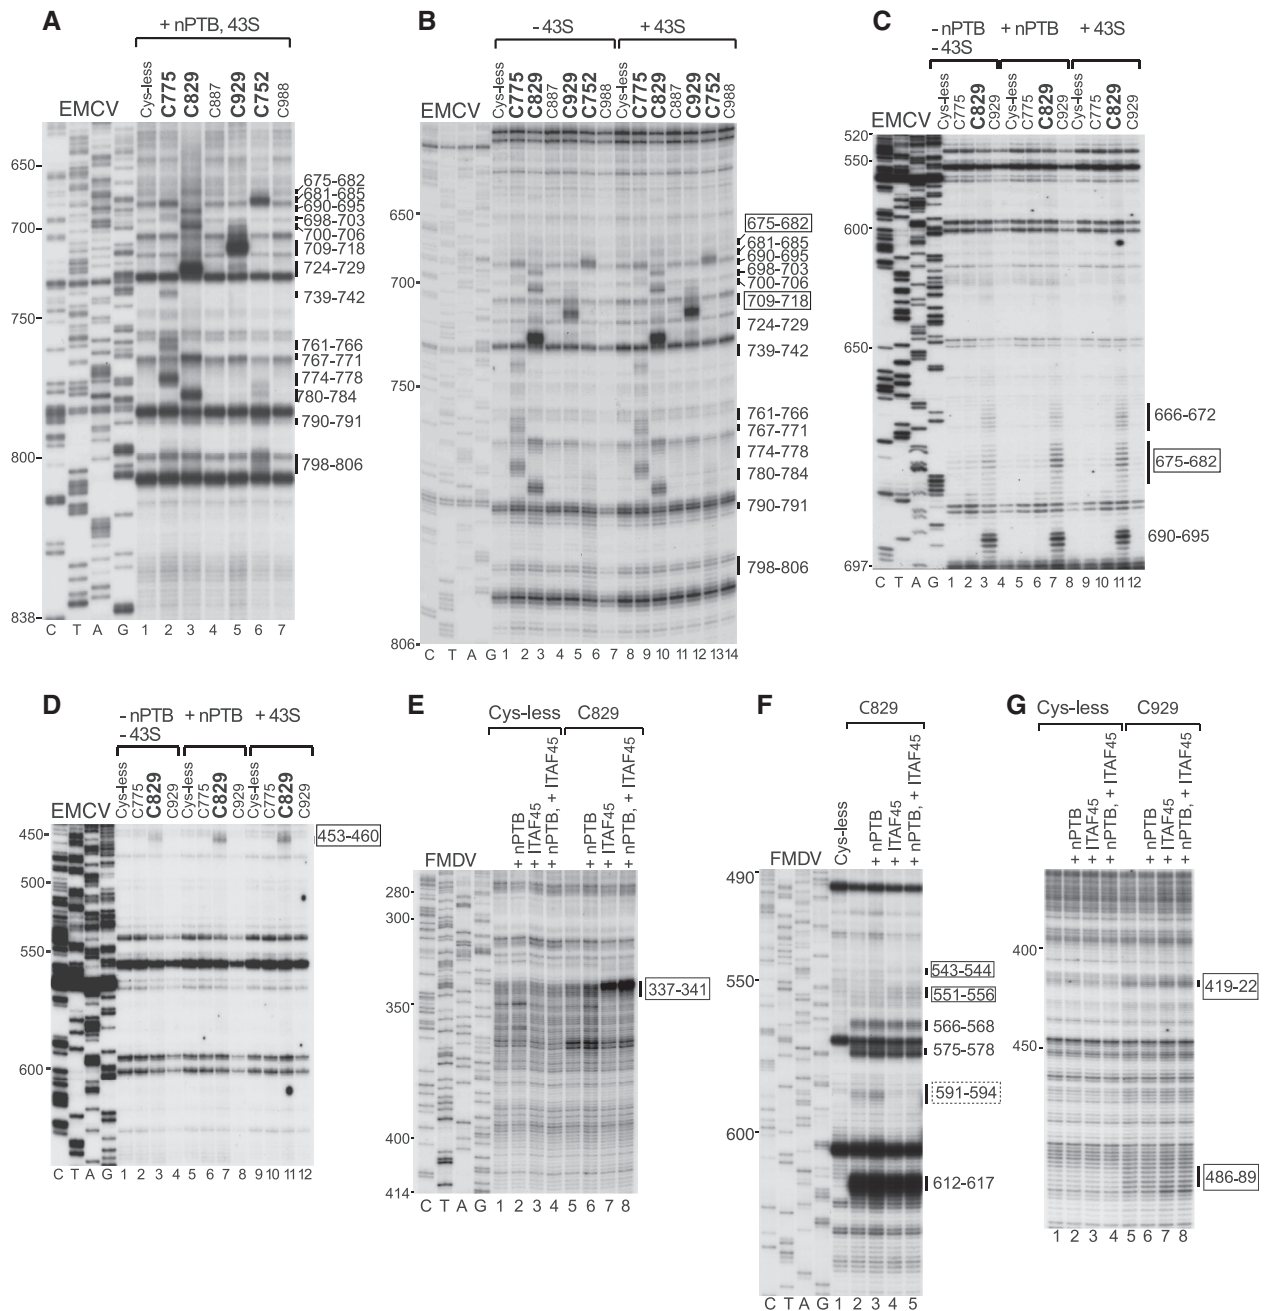 A
+ nPTB, 43S
EMCV
Cys-less
C775
C829
C887
C929
C752
C988
650
700
750
800
838
675-682
681-685
690-695
698-703
700-706
709-718
724-729
739-742
761-766
767-771
774-778
780-784
790-791
798-806
C T A G 1 2 3 4 5 6 7
B
- 43S + 43S
EMCV
Cys-less
C775
C829
C887
C929
C752
C988
Cys-less
C775
C829
C887
C929
C752
C988
650
700
750
806
675-682
681-685
690-695
698-703
700-706
709-718
724-729
739-742
761-766
767-771
774-778
780-784
790-791
798-806
C T A G 1 2 3 4 5 6 7 8 9 10 11 12 13 14
C
- nPTB + nPTB + 43S
- 43S
EMCV
Cys-less
C775
C829
C929
Cys-less
C775
C829
C929
Cys-less
C775
C829
C929
520
550
600
650
697
666-672
675-682
690-695
C T A G 1 2 3 4 5 6 7 8 9 10 11 12
D
- nPTB + nPTB + 43S
- 43S
EMCV
Cys-less
C775
C829
C929
Cys-less
C775
C829
C929
Cys-less
C775
C829
C929
450
500
550
600
453-460
C T A G 1 2 3 4 5 6 7 8 9 10 11 12
E
Cys-less C829
FMDV
+ nPTB
+ ITAF45
+ nPTB, + ITAF45
+ nPTB
+ ITAF45
+ nPTB, + ITAF45
280
300
350
400
414
337-341
C T A G 1 2 3 4 5 6 7 8
F
C829
FMDV
Cys-less
+ nPTB
+ ITAF45
+ nPTB, + ITAF45
490
550
600
543-544
551-556
566-568
575-578
591-594
612-617
C T A G 1 2 3 4 5
G
Cys-less C929
+ nPTB
+ ITAF45
+ nPTB, + ITAF45
+ nPTB
+ ITAF45
+ nPTB, + ITAF45
400
450
419-22
486-89
1 2 3 4 5 6 7 8